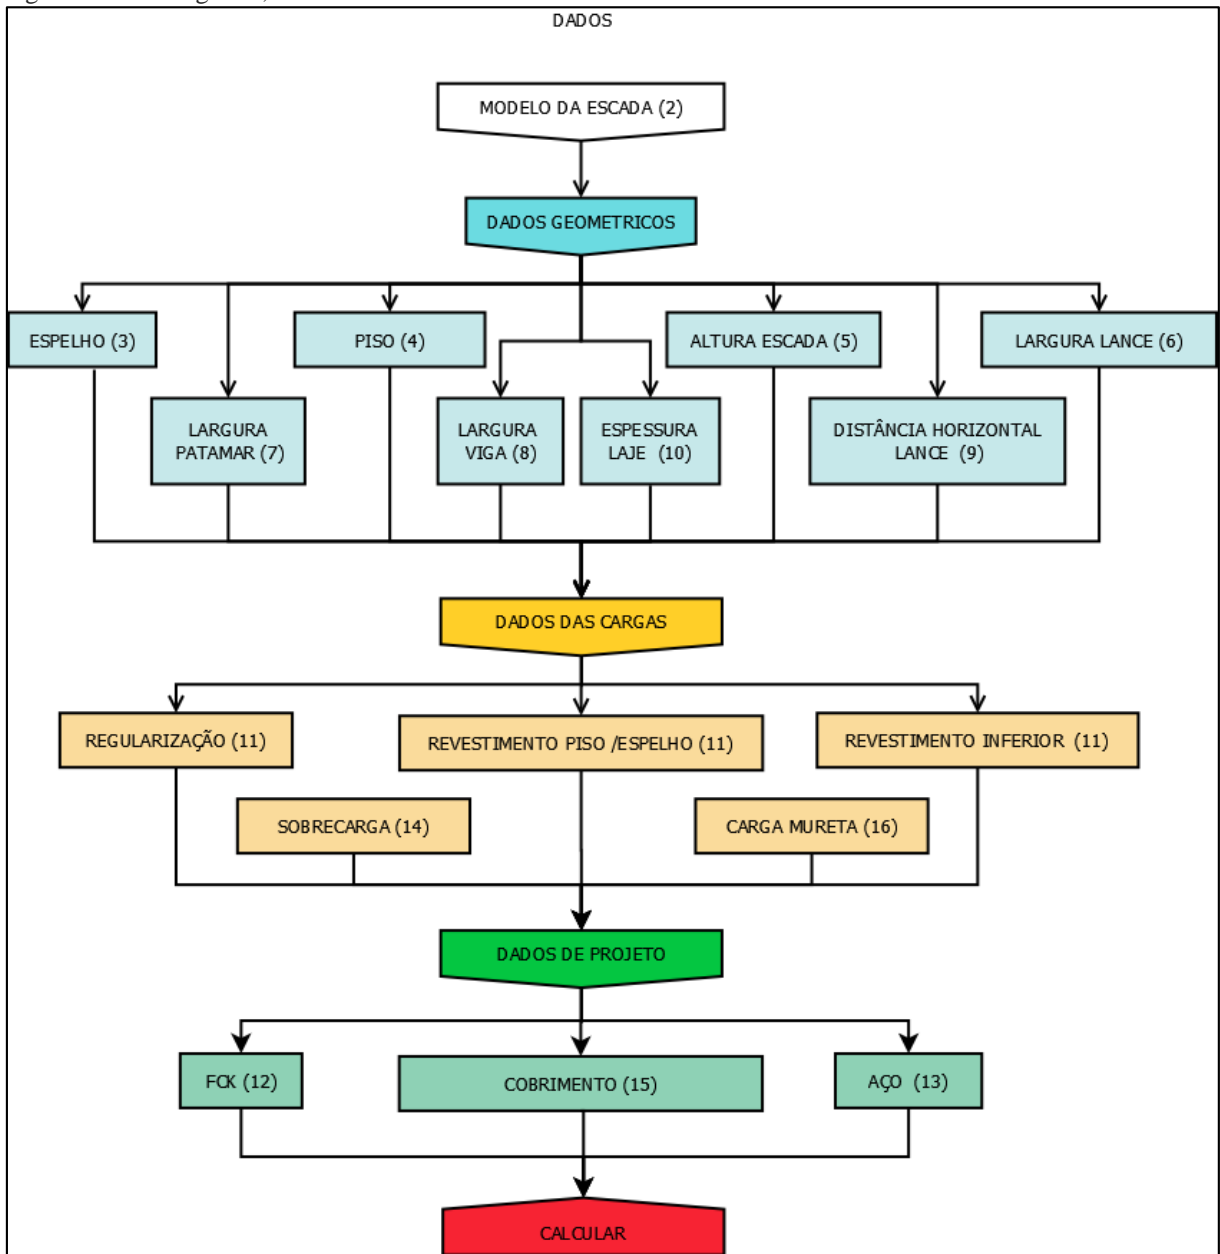 DADOS
MODELO DA ESCADA (2)
DADOS GEOMETRICOS
ESPELHO (3)
PISO (4)
ALTURA ESCADA (5)
LARGURA LANCE (6)
LARGURA
PATAMAR (7)
LARGURA
VIGA (8)
ESPESSURA
LAJE (10)
DISTÂNCIA HORIZONTAL
LANCE (9)
DADOS DAS CARGAS
REGULARIZAÇÃO (11)
REVESTIMENTO PISO /ESPELHO (11)
REVESTIMENTO INFERIOR (11)
SOBRECARGA (14)
CARGA MURETA (16)
DADOS DE PROJETO
FCK (12)
COBRIMENTO (15)
AÇO (13)
CALCULAR